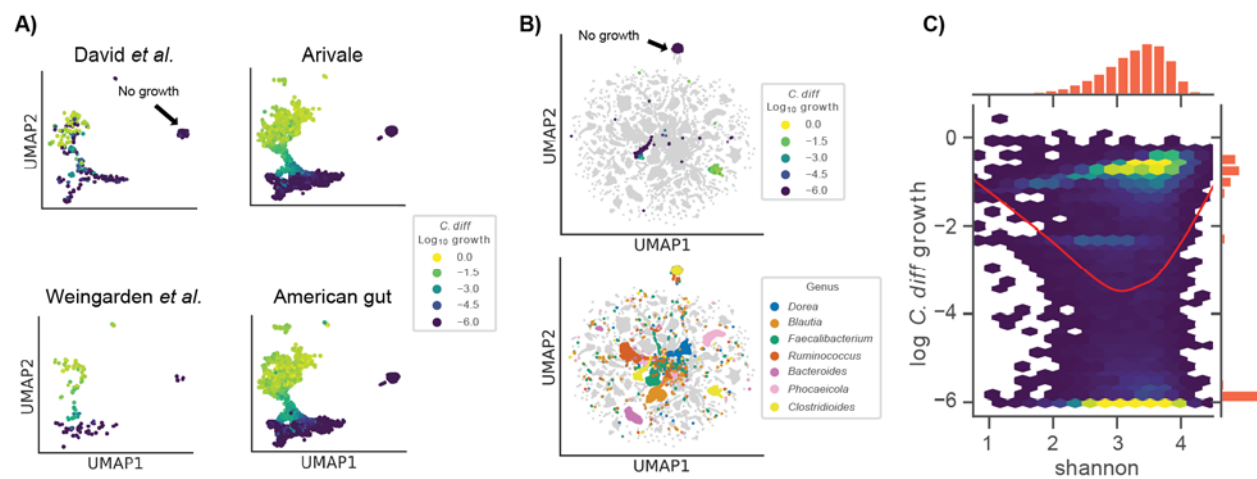 A)
David et al.
Arivale
No growth
UMAP2
C. diff
Log10 growth
0.0
−1.5
−3.0
−4.5
−6.0
Weingarden et al.
American gut
UMAP2
UMAP1
UMAP1
B)
No growth
UMAP2
UMAP1
C. diff
Log10 growth
0.0
−1.5
−3.0
−4.5
−6.0
UMAP2
UMAP1
Genus
Dorea
Blautia
Faecalibacterium
Ruminococcus
Bacteroides
Phocaeicola
Clostridioides
C)
log C. diff growth
0
−2
−4
−6
1 2 3 4
shannon